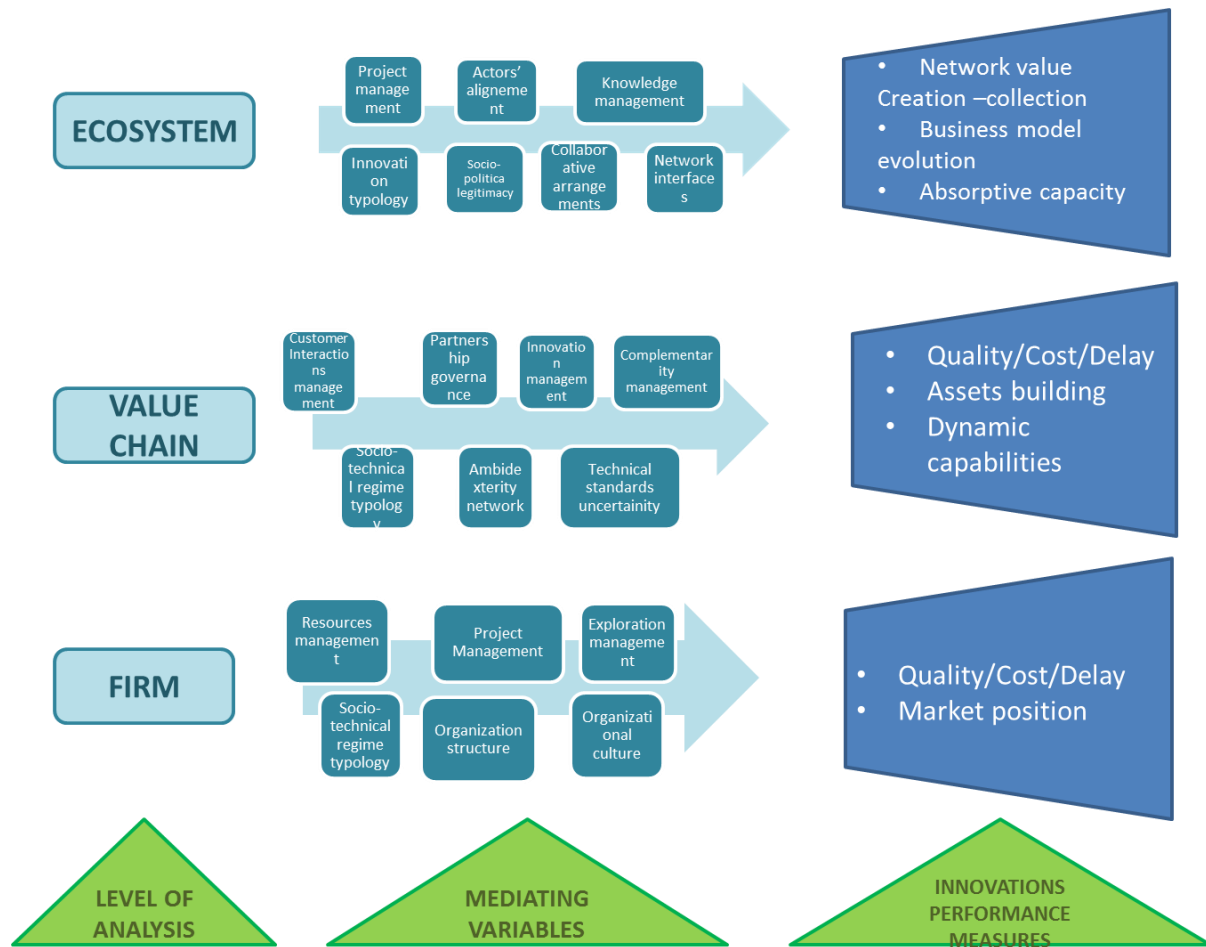 ECOSYSTEM
Project
manage
ment
Actors'
aligneme
nt
Knowledge
management
Innovati
on
typology
Socio-
politica
legitimacy
Collabor
ative
arrange
ments
Network
interface
s
• Network value
Creation –collection
• Business model
evolution
• Absorptive capacity
VALUE
CHAIN
Customer
Interactio
ns
manage
ment
Partners
hip
governa
nce
Innovatio
n
managem
ent
Complementar
ity
management
Socio-
technica
l regime
typolog
y
Ambide
xterity
network
Technical
standards
uncertainity
• Quality/Cost/Delay
• Assets building
• Dynamic
capabilities
FIRM
Resources
managemen
t
Project
Management
Exploration
manageme
nt
Socio-
technical
regime
typology
Organization
structure
Organizati
onal
culture
• Quality/Cost/Delay
• Market position
LEVEL OF
ANALYSIS
MEDIATING
VARIABLES
INNOVATIONS
PERFORMANCE
MEASURES